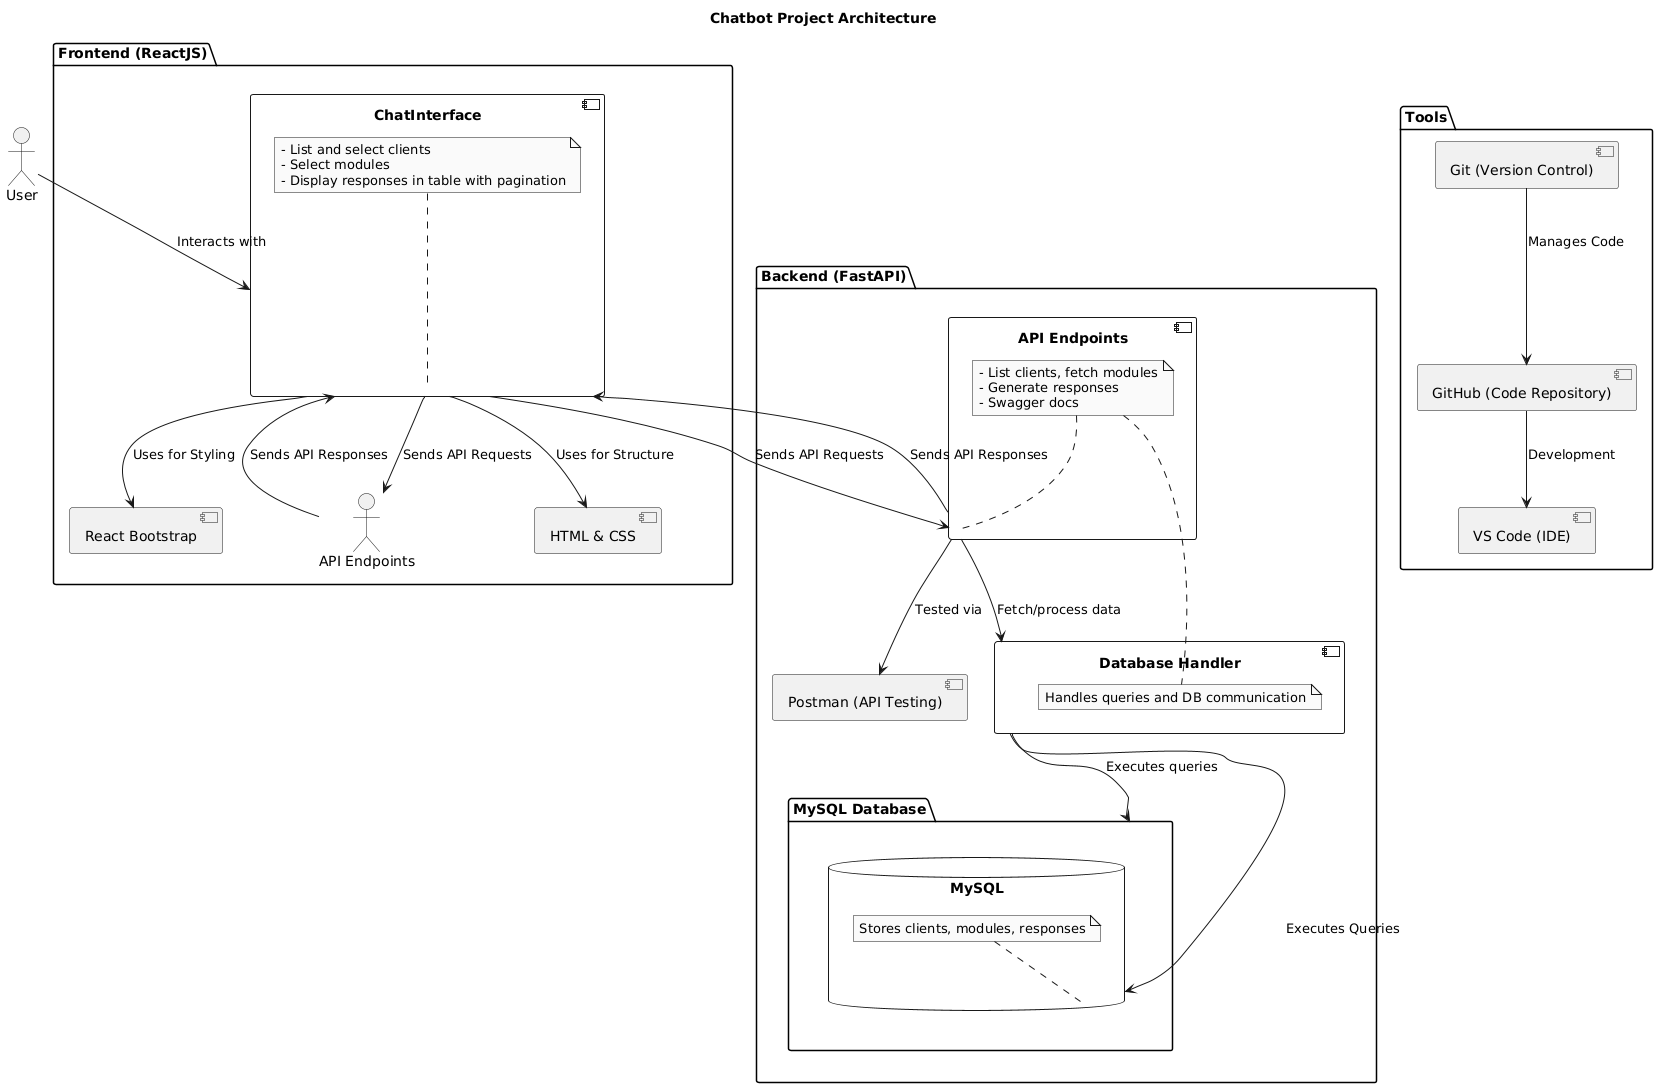 Chatbot Project Architecture
Frontend (ReactJS)
ChatInterface
- List and select clients
- Select modules
- Display responses in table with pagination
User
Interacts with
Uses for Styling
Sends API Responses
Sends API Requests
Uses for Structure
Sends API Requests
Sends API Responses
React Bootstrap
API Endpoints
HTML & CSS
Backend (FastAPI)
API Endpoints
- List clients, fetch modules
- Generate responses
- Swagger docs
Tested via
Fetch/process data
Postman (API Testing)
Database Handler
Handles queries and DB communication
Executes queries
MySQL Database
MySQL
Stores clients, modules, responses
Executes Queries
Tools
Git (Version Control)
Manages Code
GitHub (Code Repository)
Development
VS Code (IDE)